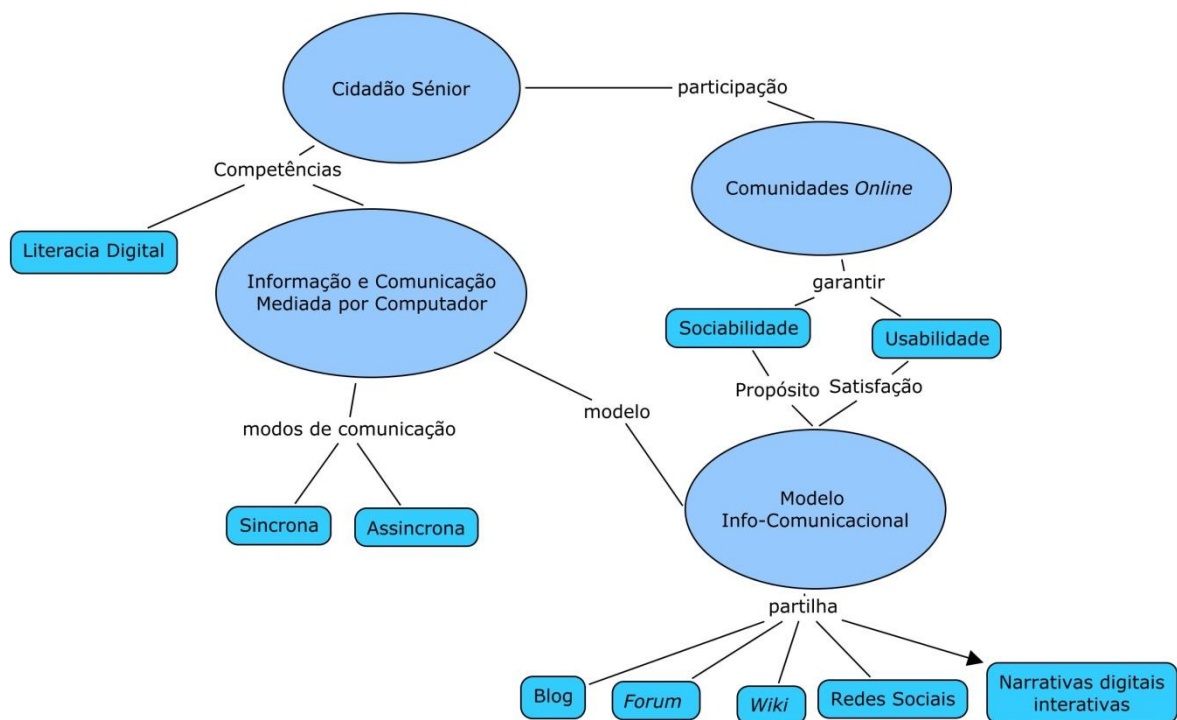 Cidadão Sénior
participação
Comunidades Online
Competências
Literacia Digital
Informação e Comunicação
Mediada por Computador
garantir
Sociabilidade
Usabilidade
Propósito
Satisfação
modelo
modos de comunicação
Sincrona
Assincrona
Modelo
Info-Comunicacional
partilha
Blog
Forum
Wiki
Redes Sociais
Narrativas digitais
interativas